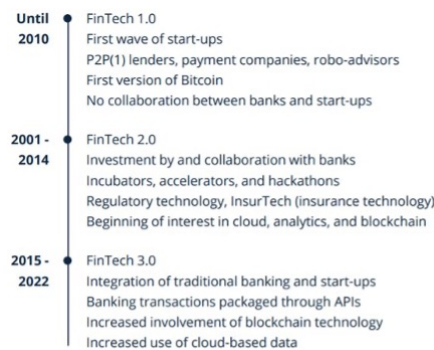 Until
2010
FinTech 1.0
First wave of start-ups
P2P(1) lenders, payment companies, robo-advisors
First version of Bitcoin
No collaboration between banks and start-ups
2001 -
2014
FinTech 2.0
Investment by and collaboration with banks
Incubators, accelerators, and hackathons
Regulatory technology, InsurTech (insurance technology)
Beginning of interest in cloud, analytics, and blockchain
2015 -
2022
FinTech 3.0
Integration of traditional banking and start-ups
Banking transactions packaged through APIs
Increased involvement of blockchain technology
Increased use of cloud-based data